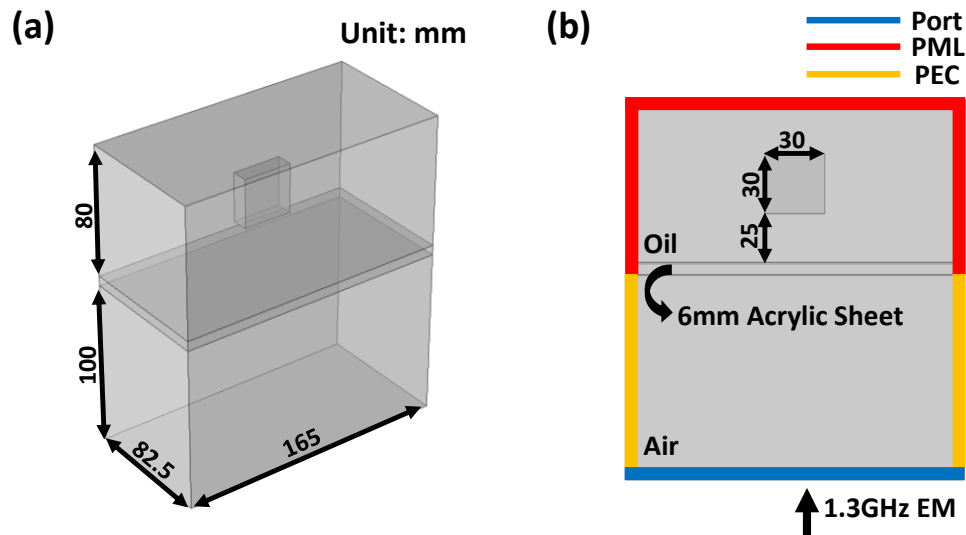 (a)
Unit: mm
80
100
82.5
165
(b)
Port
PML
PEC
30
30
25
Oil
6mm Acrylic Sheet
Air
1.3GHz EM